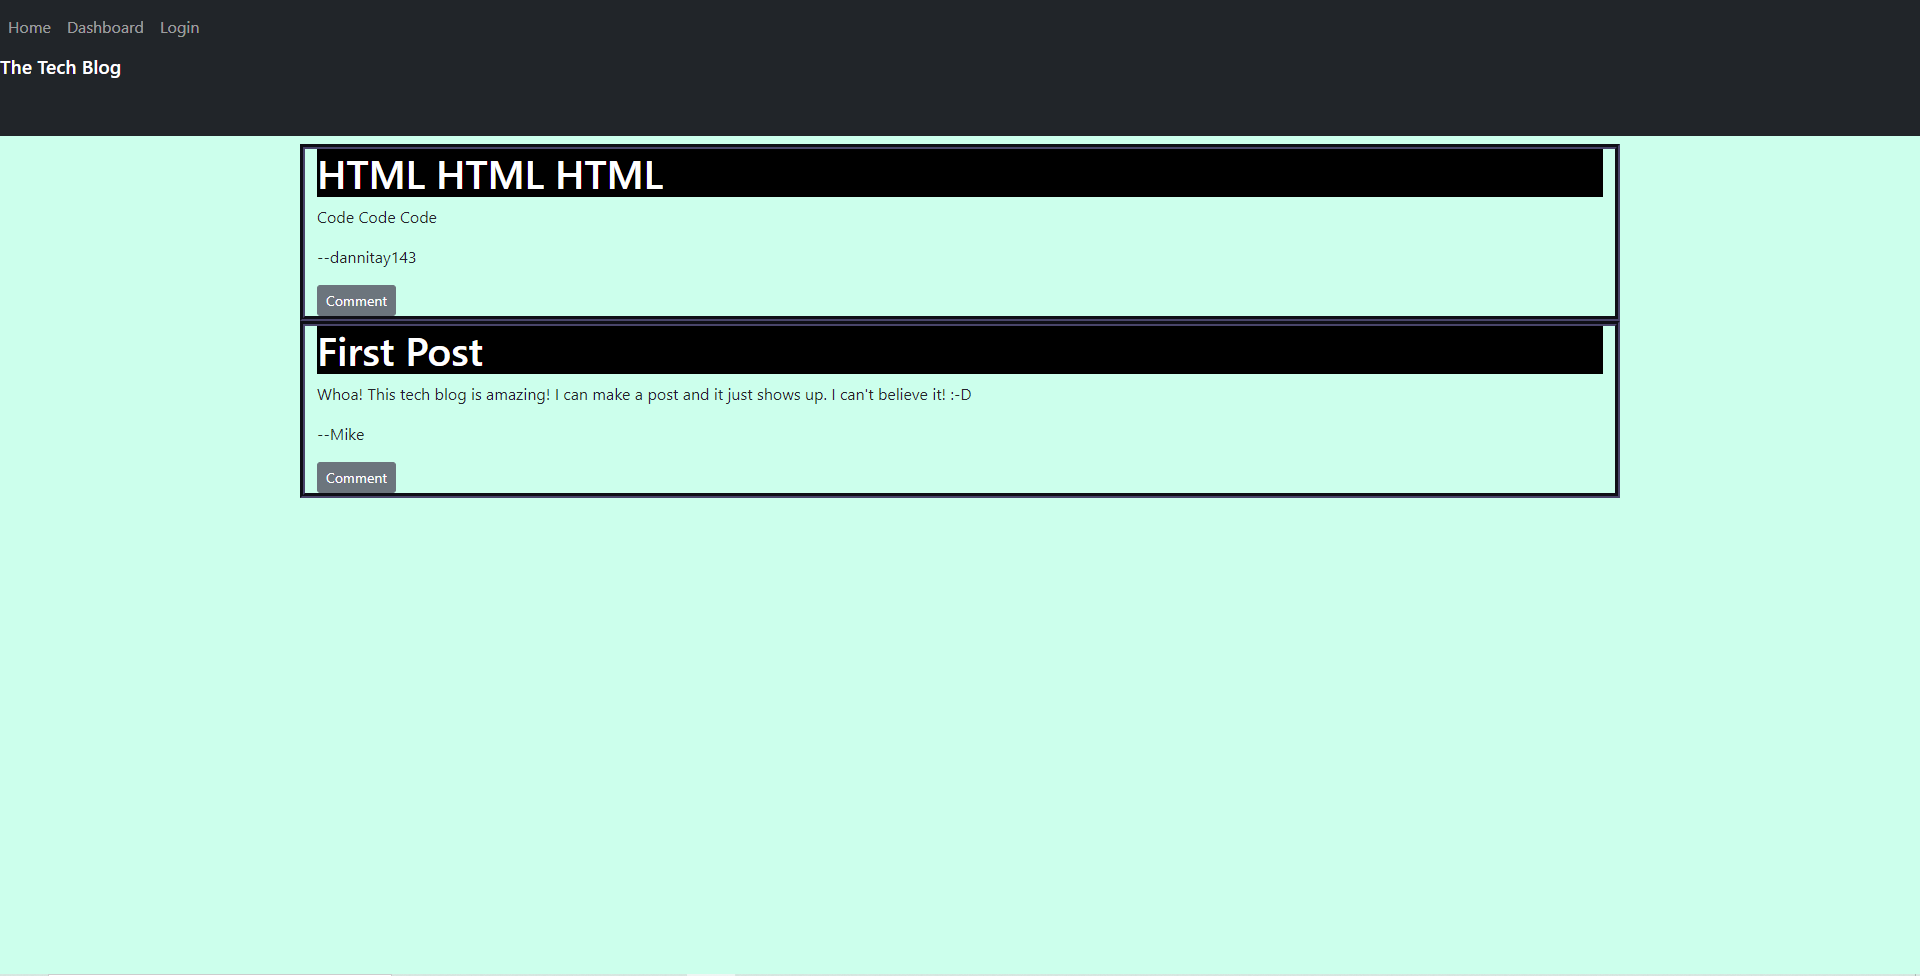 Home Dashboard Login
The Tech Blog
HTML HTML HTML
Code Code Code
--dannitay143
Comment
First Post
Whoa! This tech blog is amazing! I can make a post and it just shows up. I can't believe it! :-D
--Mike
Comment